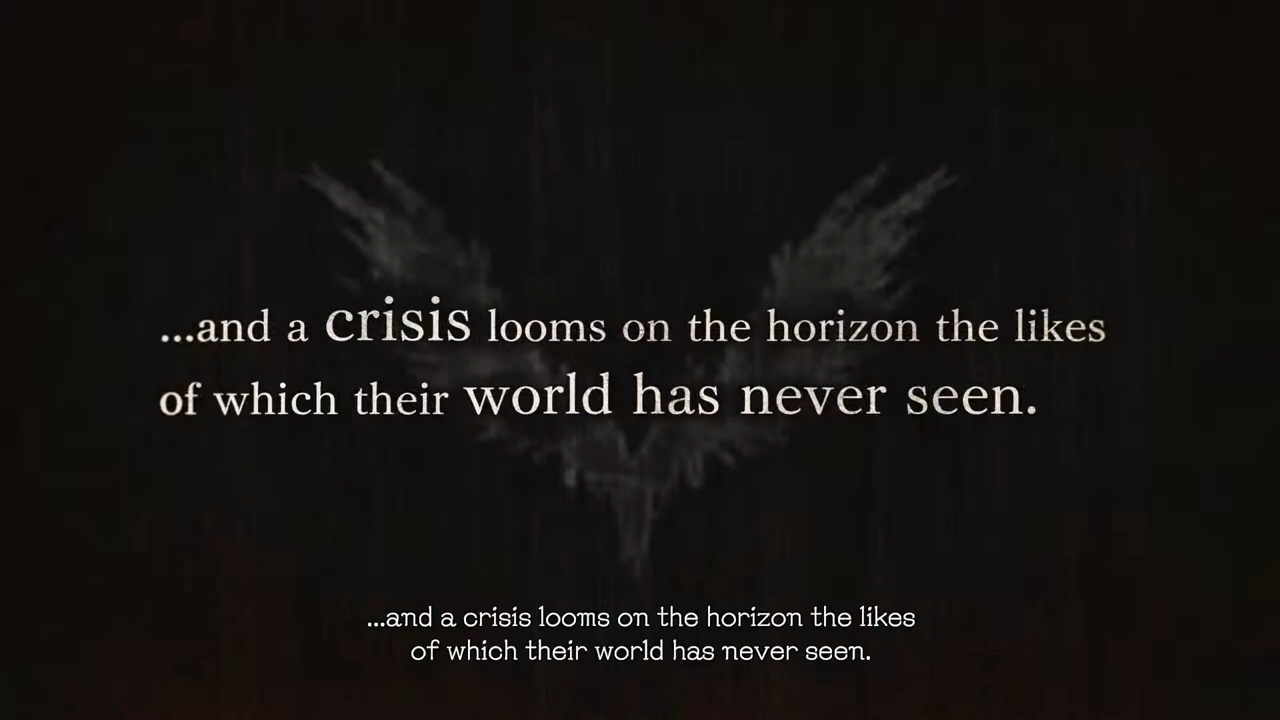 ...and a crisis looms on the horizon the likes
of which their world has never seen.
...and a crisis looms on the horizon the likes
of which their world has never seen.